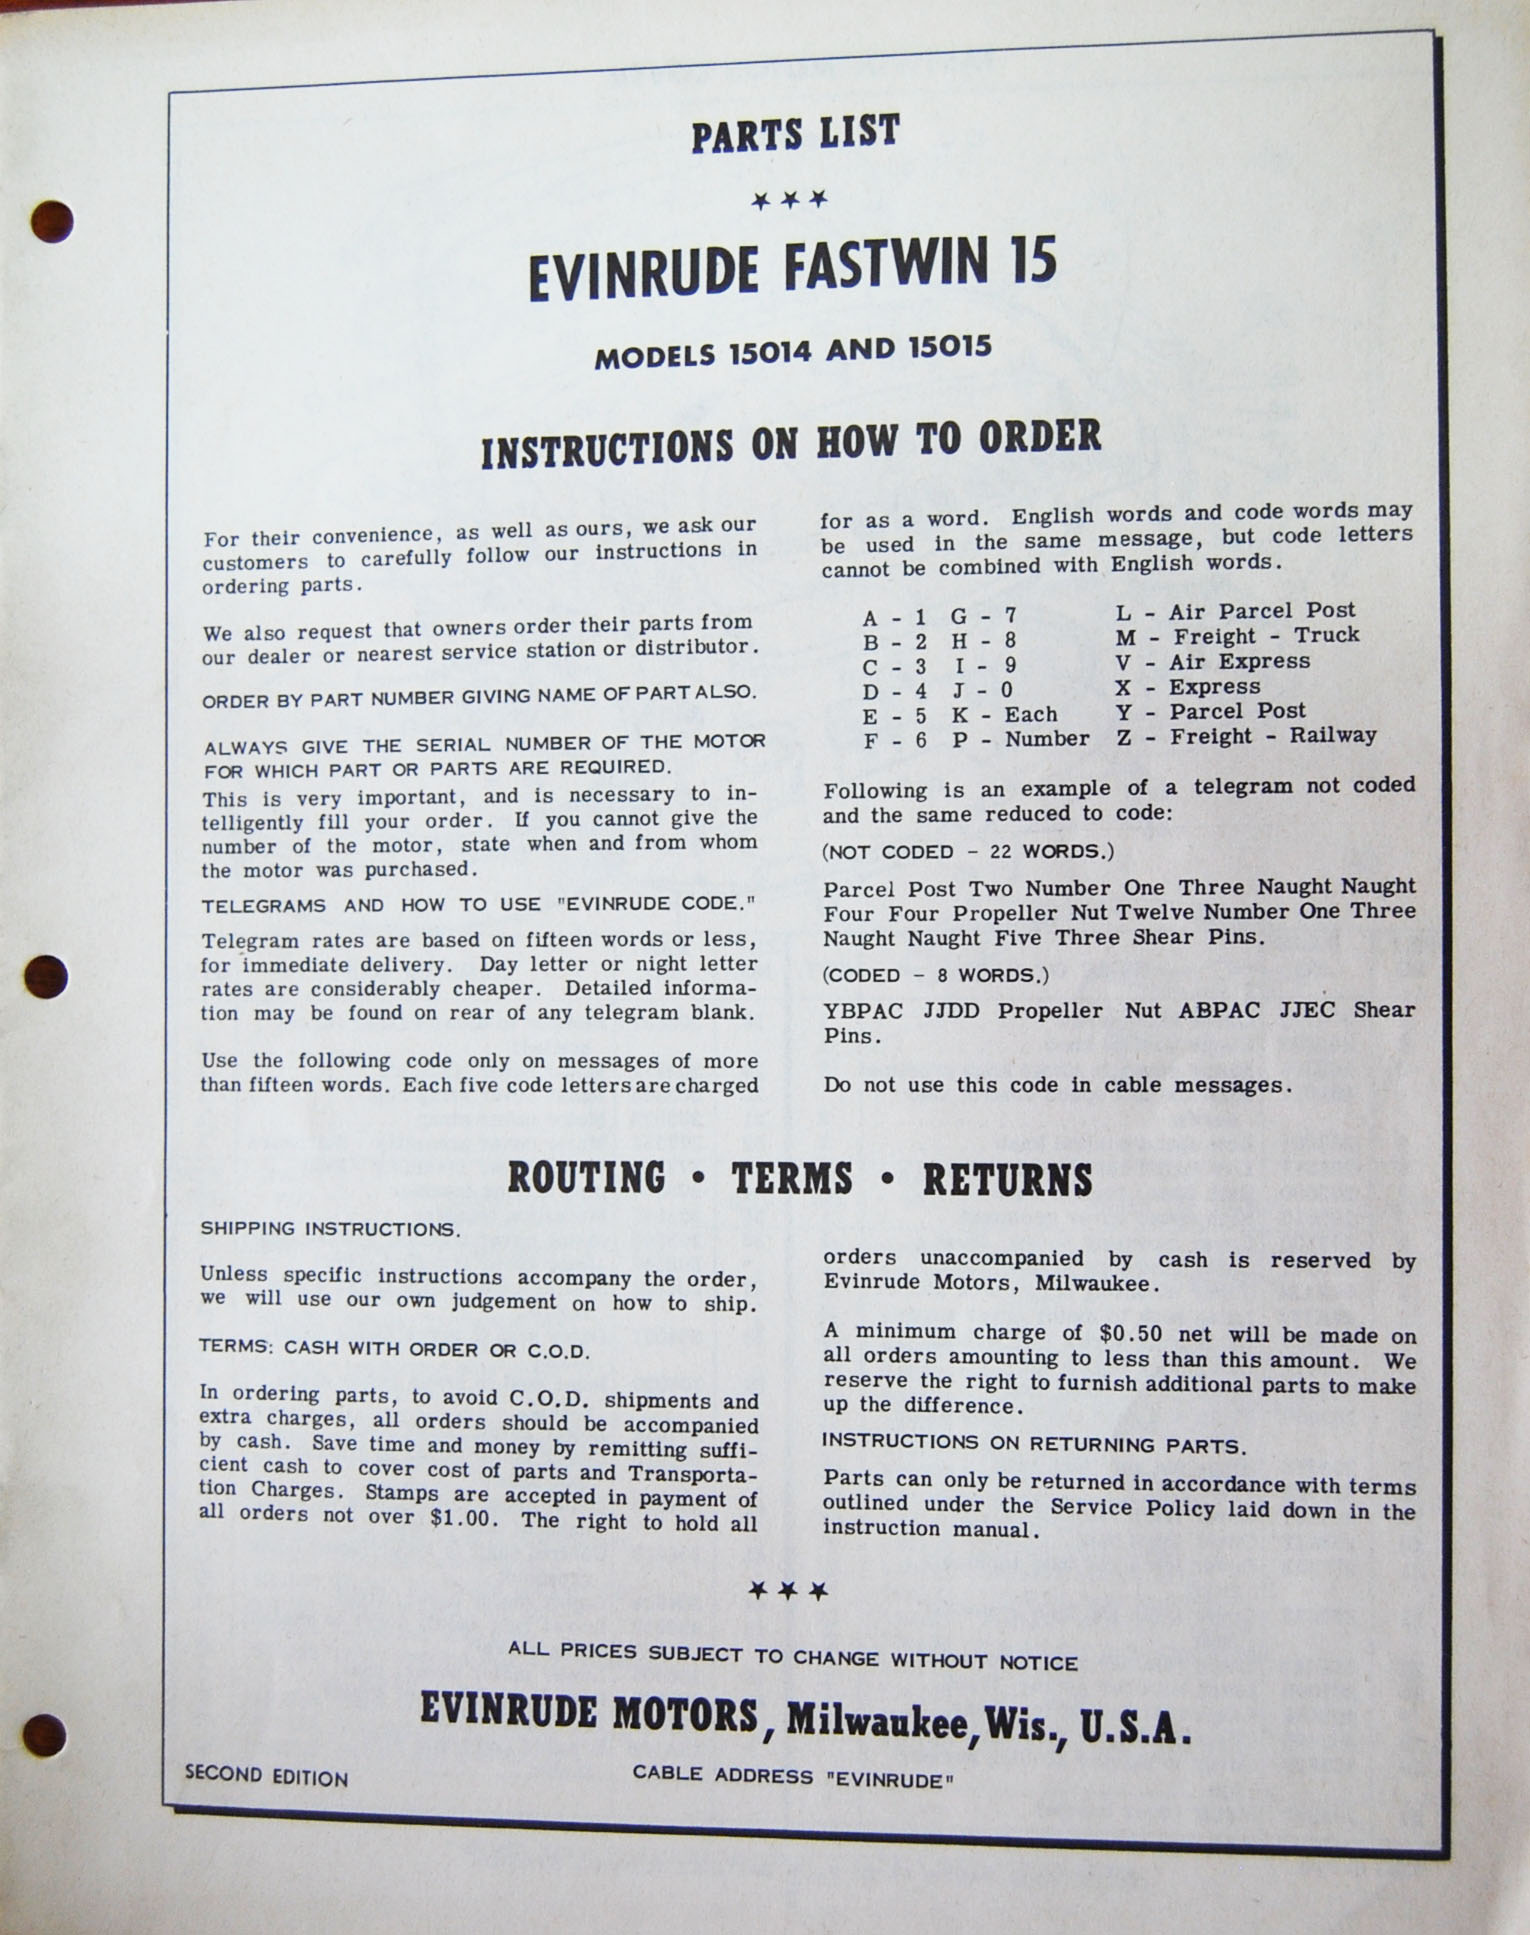 PARTS LIST
★ ★ ★
EVINRUDE FASTWIN 15
MODELS 15014 AND 15015
INSTRUCTIONS ON HOW TO ORDER
For their convenience, as well as ours, we ask our
customers to carefully follow our instructions in
ordering parts.
We also request that owners order their parts from
our dealer or nearest service station or distributor.
ORDER BY PART NUMBER GIVING NAME OF PART ALSO.
ALWAYS GIVE THE SERIAL NUMBER OF THE MOTOR
FOR WHICH PART OR PARTS ARE REQUIRED.
This is very important, and is necessary to in-
telligently fill your order. If you cannot give the
number of the motor, state when and from whom
the motor was purchased.
TELEGRAMS AND HOW TO USE "EVINRUDE CODE."
Telegram rates are based on fifteen words or less,
for immediate delivery. Day letter or night letter
rates are considerably cheaper. Detailed informa-
tion may be found on rear of any telegram blank.
Use the following code only on messages of more
than fifteen words. Each five code letters are charged
for as a word. English words and code words may
be used in the same message, but code letters
cannot be combined with English words.
A - 1 G - 7 L - Air Parcel Post
B - 2 H - 8 M - Freight - Truck
C - 3 I - 9 V - Air Express
D - 4 J - 0 X - Express
E - 5 K - Each Y - Parcel Post
F - 6 P - Number Z - Freight - Railway
Following is an example of a telegram not coded
and the same reduced to code:
(NOT CODED - 22 WORDS.)
Parcel Post Two Number One Three Naught Naught
Four Four Propeller Nut Twelve Number One Three
Naught Naught Five Three Shear Pins.
(CODED - 8 WORDS.)
YBPAC JJDD Propeller Nut ABPAC JJEC Shear
Pins.
Do not use this code in cable messages.
ROUTING • TERMS • RETURNS
SHIPPING INSTRUCTIONS.
Unless specific instructions accompany the order,
we will use our own judgement on how to ship.
TERMS: CASH WITH ORDER OR C.O.D.
In ordering parts, to avoid C.O.D. shipments and
extra charges, all orders should be accompanied
by cash. Save time and money by remitting suffi-
cient cash to cover cost of parts and Transporta-
tion Charges. Stamps are accepted in payment of
all orders not over $1.00. The right to hold all
orders unaccompanied by cash is reserved by
Evinrude Motors, Milwaukee.
A minimum charge of $0.50 net will be made on
all orders amounting to less than this amount. We
reserve the right to furnish additional parts to make
up the difference.
INSTRUCTIONS ON RETURNING PARTS.
Parts can only be returned in accordance with terms
outlined under the Service Policy laid down in the
instruction manual.
★ ★ ★
ALL PRICES SUBJECT TO CHANGE WITHOUT NOTICE
EVINRUDE MOTORS, Milwaukee, Wis., U.S.A.
SECOND EDITION
CABLE ADDRESS "EVINRUDE"